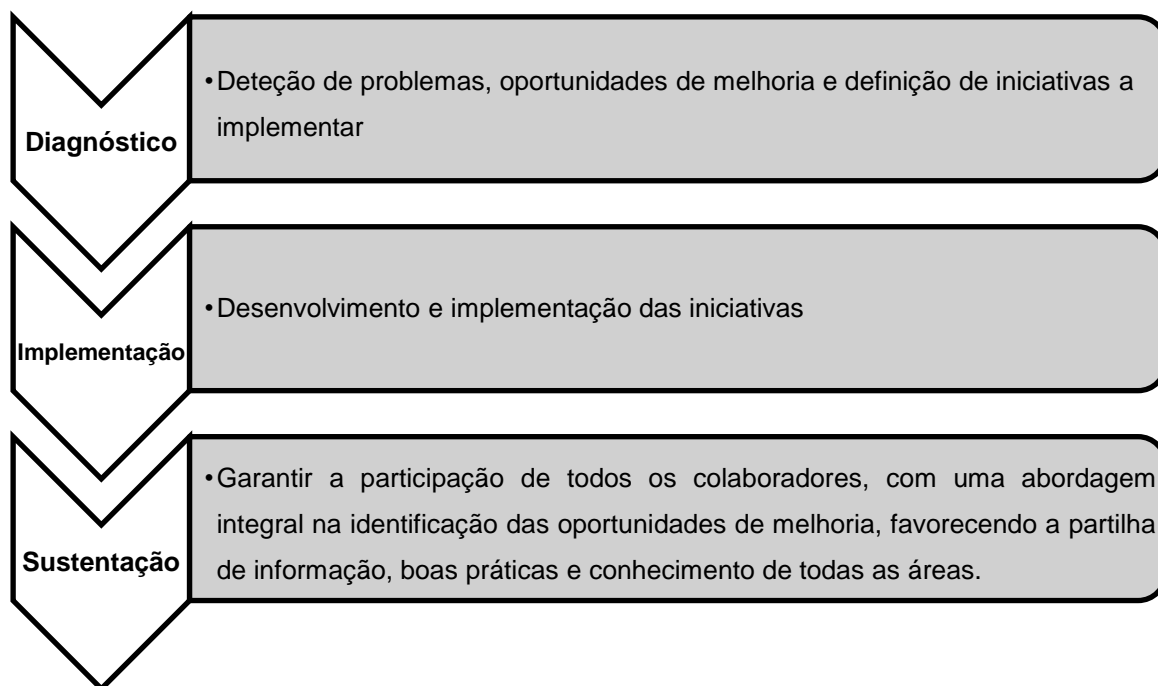 Diagnóstico
•Deteção de problemas, oportunidades de melhoria e definição de iniciativas a
implementar
Implementação
•Desenvolvimento e implementação das iniciativas
Sustentação
•Garantir a participação de todos os colaboradores, com uma abordagem
integral na identificação das oportunidades de melhoria, favorecendo a partilha
de informação, boas práticas e conhecimento de todas as áreas.